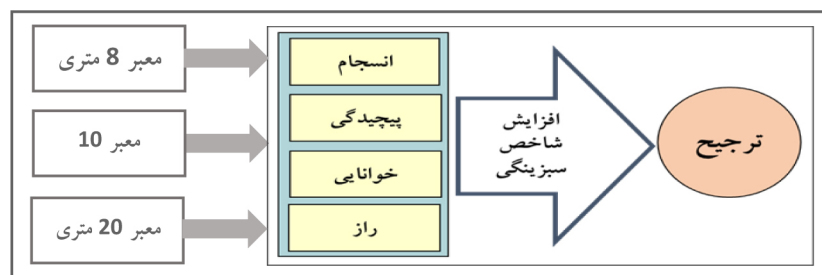 معبر 8 متری
معبر 10
معبر 20 متری
انسجام
پیچیدگی
خوانایی
راز
افزایش
شاخص
سبزینگی
ترجیح